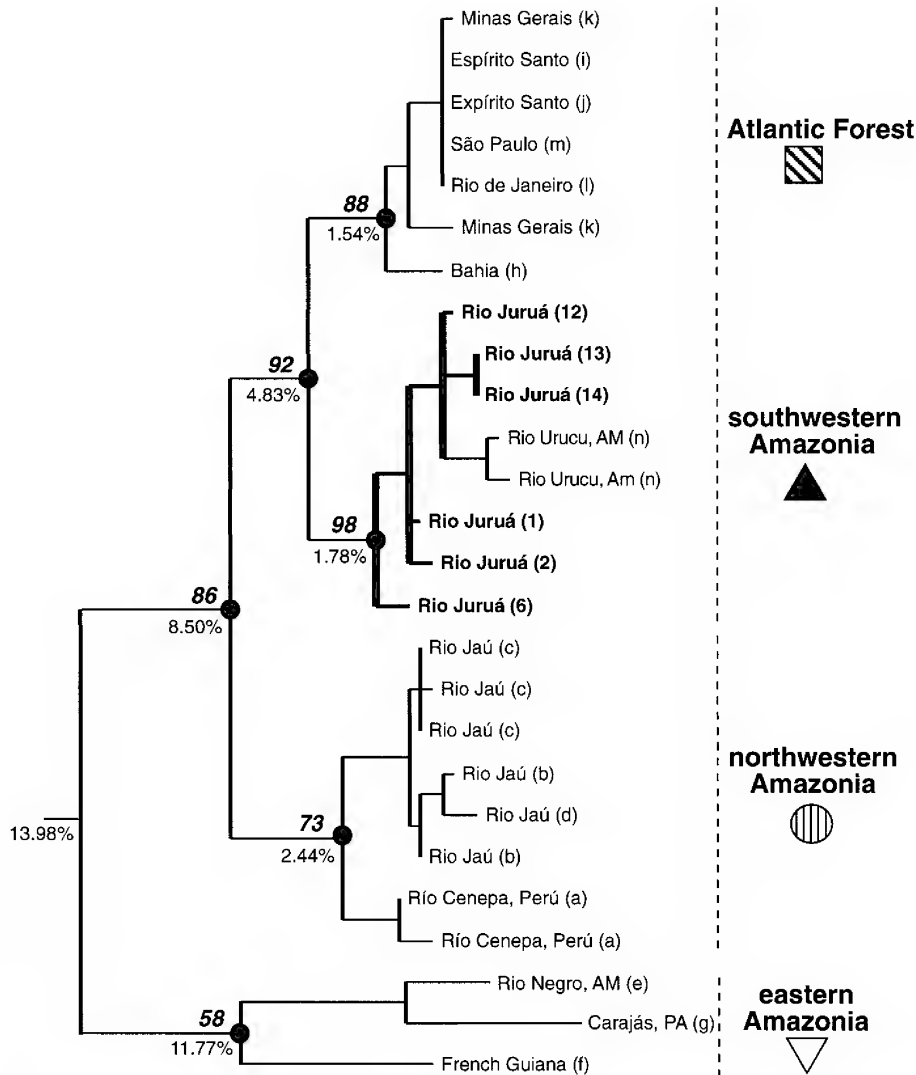 Minas Gerais (k)
Espírito Santo (i)
Expírito Santo (j)
São Paulo (m)
Rio de Janeiro (l)
Minas Gerais (k)
Bahia (h)
88
1.54%
Atlantic Forest
Rio Juruá (12)
Rio Juruá (13)
Rio Juruá (14)
Rio Urucu, AM (n)
Rio Urucu, Am (n)
Rio Juruá (1)
Rio Juruá (2)
Rio Juruá (6)
92
4.83%
98
1.78%
southwestern
Amazonia
86
8.50%
Rio Jaú (c)
Rio Jaú (c)
Rio Jaú (c)
Rio Jaú (b)
Rio Jaú (d)
Rio Jaú (b)
Río Cenepa, Perú (a)
Río Cenepa, Perú (a)
73
2.44%
northwestern
Amazonia
13.98%
Rio Negro, AM (e)
Carajás, PA (g)
French Guiana (f)
58
11.77%
eastern
Amazonia